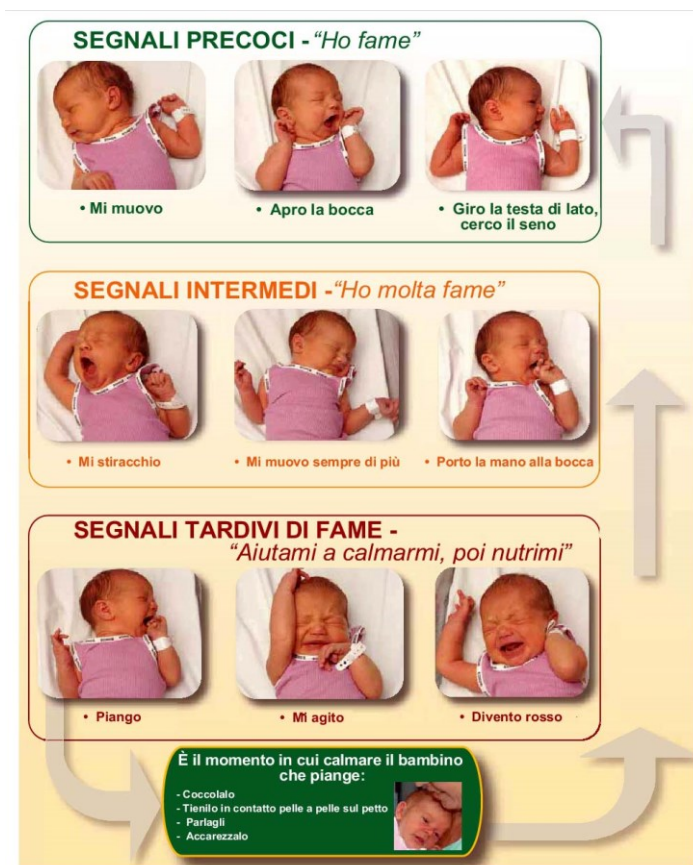 SEGNALI PRECOCI - “Ho fame”
• Mi muovo
• Apro la bocca
• Giro la testa di lato,
cerco il seno
SEGNALI INTERMEDI -“Ho molta fame”
• Mi stiracchio
• Mi muovo sempre di più
• Porto la mano alla bocca
SEGNALI TARDIVI DI FAME -
“Aiutami a calmarmi, poi nutrimi”
• Piango
• Mi agito
• Divento rosso
È il momento in cui calmare il bambino
che piange:
- Coccolalo
- Tienilo in contatto pelle a pelle sul petto
- Parlagli
- Accarezzalo